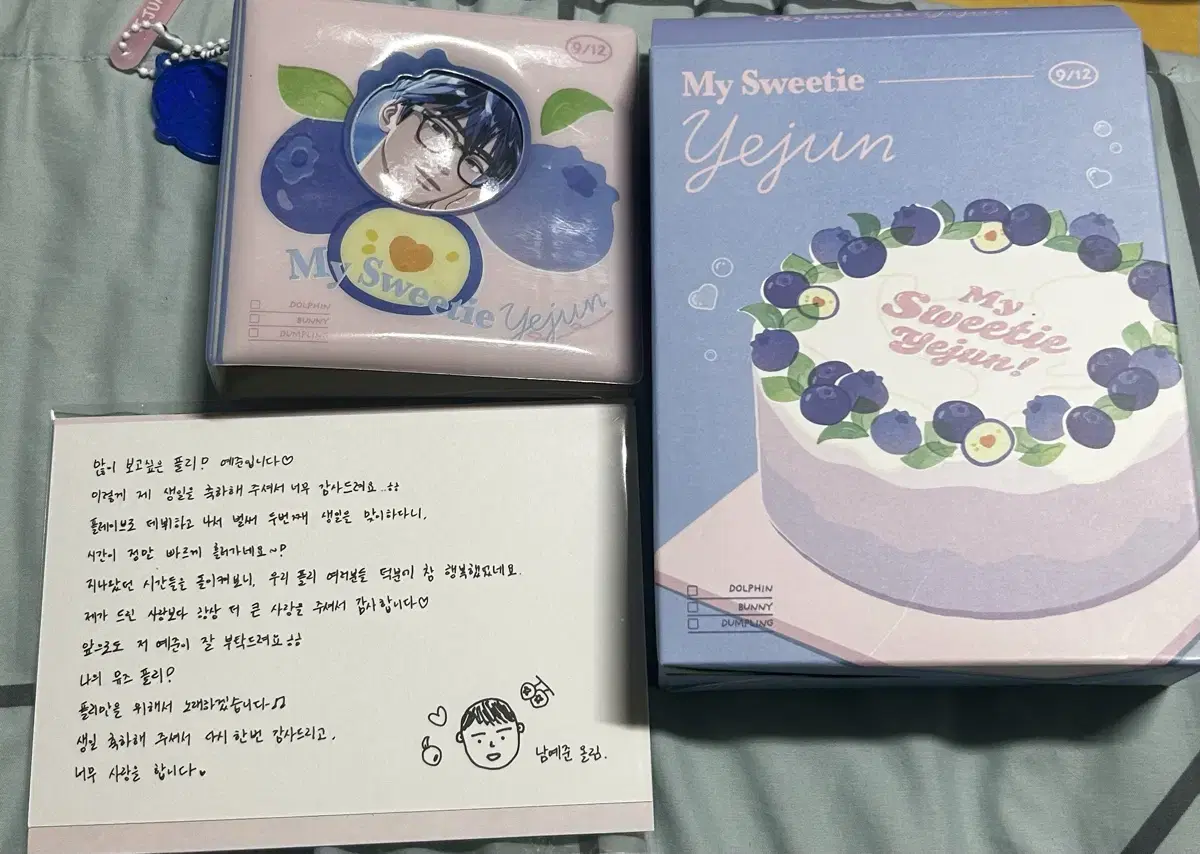 JUN
9/12
My Sweetie Yejun
DOLPHIN
BUNNY
DUMPLING
My Sweetie Yejun
My Sweetie
9/12
Yejun
My
Sweetie
Yejun!
DOLPHIN
BUNNY
DUMPLING
많이 보고싶은 플리? 예준입니다♡
이렇게 제 생일을 축하해 주셔서 너무 감사드려요 ㅎㅎ
플레이브로 데뷔하고 나서 벌써 두번째 생일을 맞이하다니,
시간이 정말 빠르게 흘러가네요~?
지나왔던 시간들을 돌이켜보니, 우리 플리 여러분들 덕분에 참 행복했었네요.
제가 드린 사랑보다 항상 더 큰 사랑을 주셔서 감사합니다♡
앞으로도 저 예준이 잘 부탁드려요 ㅎㅎ
나의 뮤즈 플리?
플리만을 위해서 노래하겠습니다~♫
생일 축하해 주셔서 다시 한번 감사드리고,
너무 사랑을 합니다♥
남예준 올림.